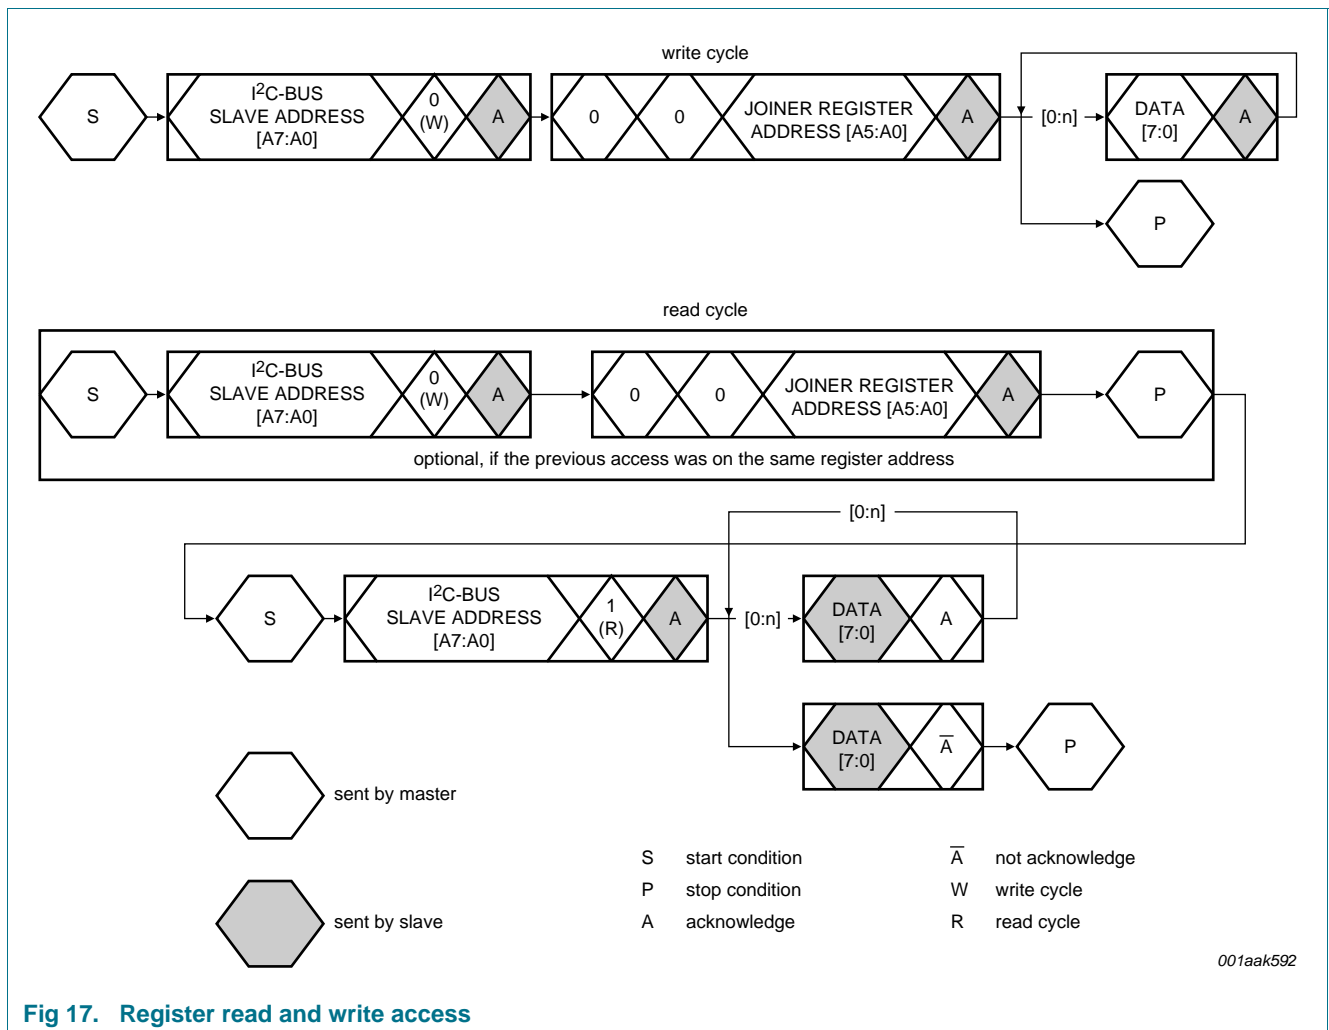 write cycle
S
I²C-BUS
SLAVE ADDRESS
[A7:A0]
0
(W)
A
0
0
JOINER REGISTER
ADDRESS [A5:A0]
A
[0:n]
DATA
[7:0]
A
P
read cycle
S
I²C-BUS
SLAVE ADDRESS
[A7:A0]
0
(W)
A
0
0
JOINER REGISTER
ADDRESS [A5:A0]
A
P
optional, if the previous access was on the same register address
[0:n]
S
I²C-BUS
SLAVE ADDRESS
[A7:A0]
1
(R)
A
[0:n]
DATA
[7:0]
A
DATA
[7:0]
A̅
P
sent by master
sent by slave
S start condition
P stop condition
A acknowledge
A̅ not acknowledge
W write cycle
R read cycle
001aak592
Fig 17. Register read and write access